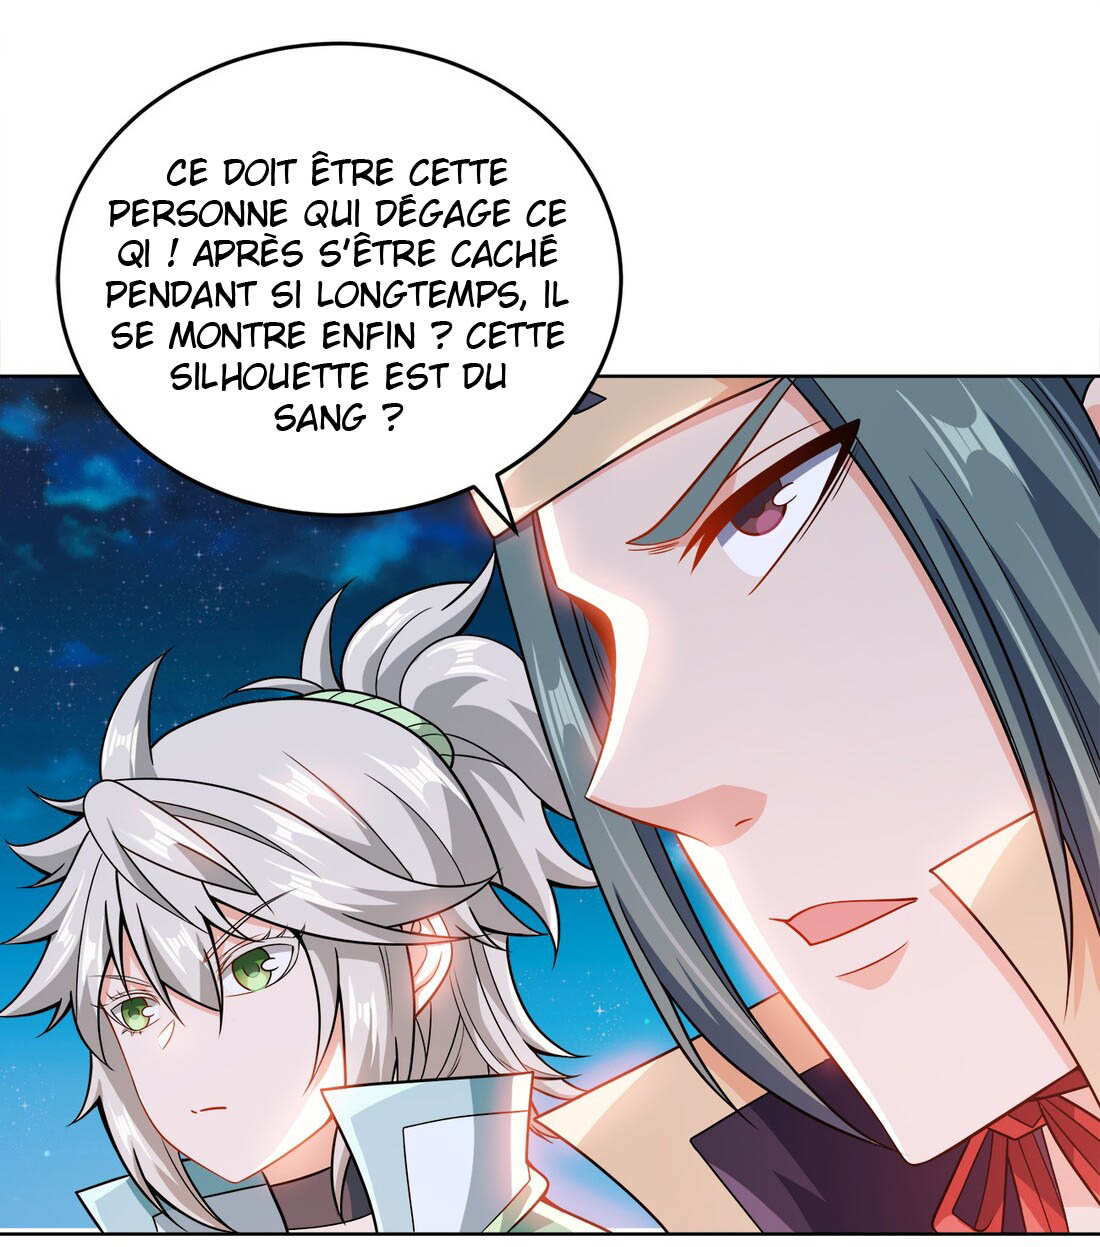 CE DOIT ÊTRE CETTE
PERSONNE QUI DÉGAGE CE
QI ! APRÈS S'ÊTRE CACHÉ
PENDANT SI LONGTEMPS, IL
SE MONTRE ENFIN ? CETTE
SILHOUETTE EST DU
SANG ?